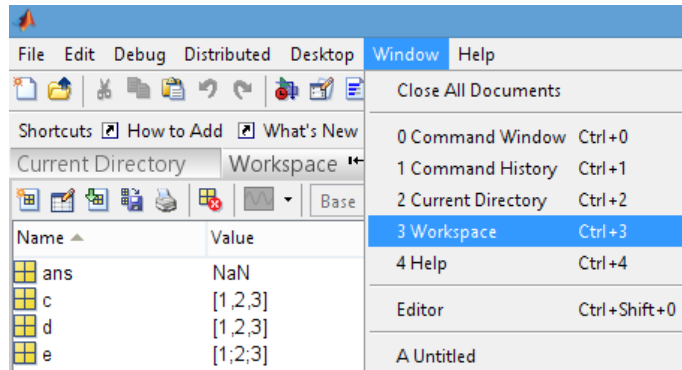 File Edit Debug Distributed Desktop Window Help
Shortcuts How to Add What's New
Current Directory Workspace
Base
Name Value
ans NaN
c [1,2,3]
d [1,2,3]
e [1;2;3]
Close All Documents
0 Command Window Ctrl+0
1 Command History Ctrl+1
2 Current Directory Ctrl+2
3 Workspace Ctrl+3
4 Help Ctrl+4
Editor Ctrl+Shift+0
A Untitled